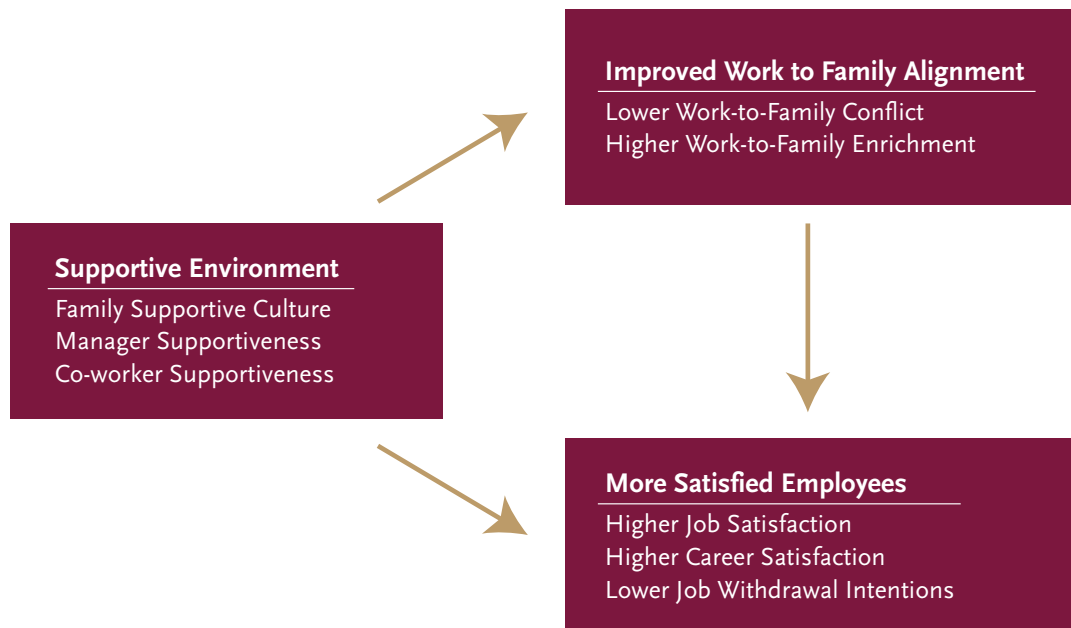 Improved Work to Family Alignment
Lower Work-to-Family Conflict
Higher Work-to-Family Enrichment
Supportive Environment
Family Supportive Culture
Manager Supportiveness
Co-worker Supportiveness
More Satisfied Employees
Higher Job Satisfaction
Higher Career Satisfaction
Lower Job Withdrawal Intentions